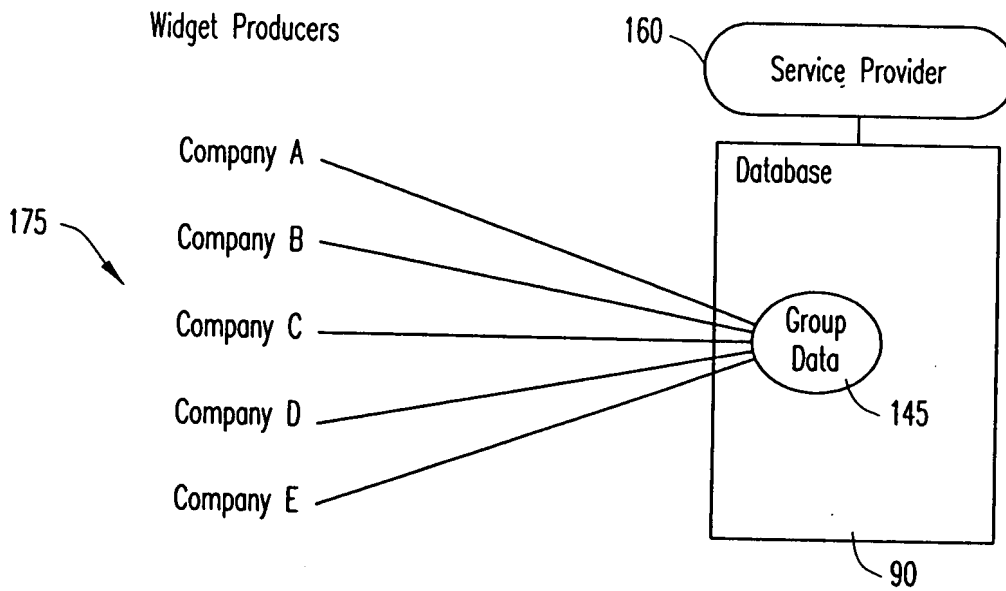 Widget Producers
160
Service Provider
Company A
Database
175
Company B
Company C
Group
Data
Company D
145
Company E
90